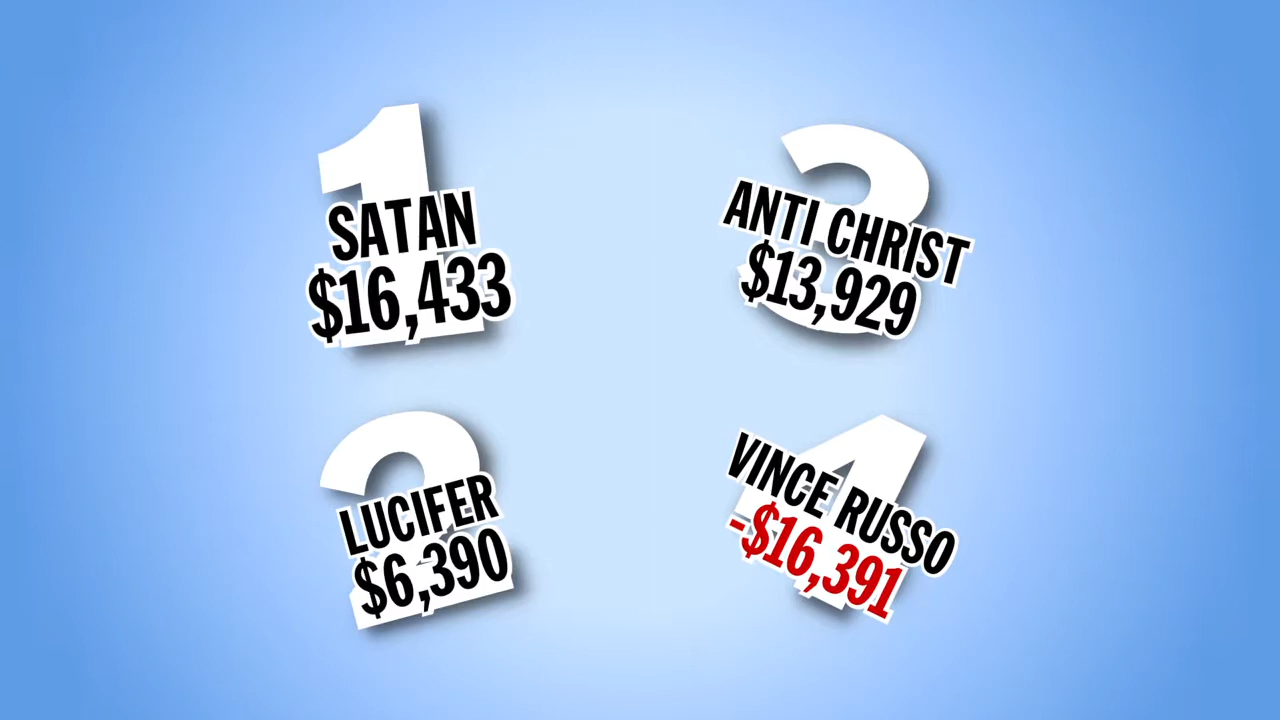 1
SATAN
$16,433
3
ANTI CHRIST
$13,929
2
LUCIFER
$6,390
4
VINCE RUSSO
-$16,391